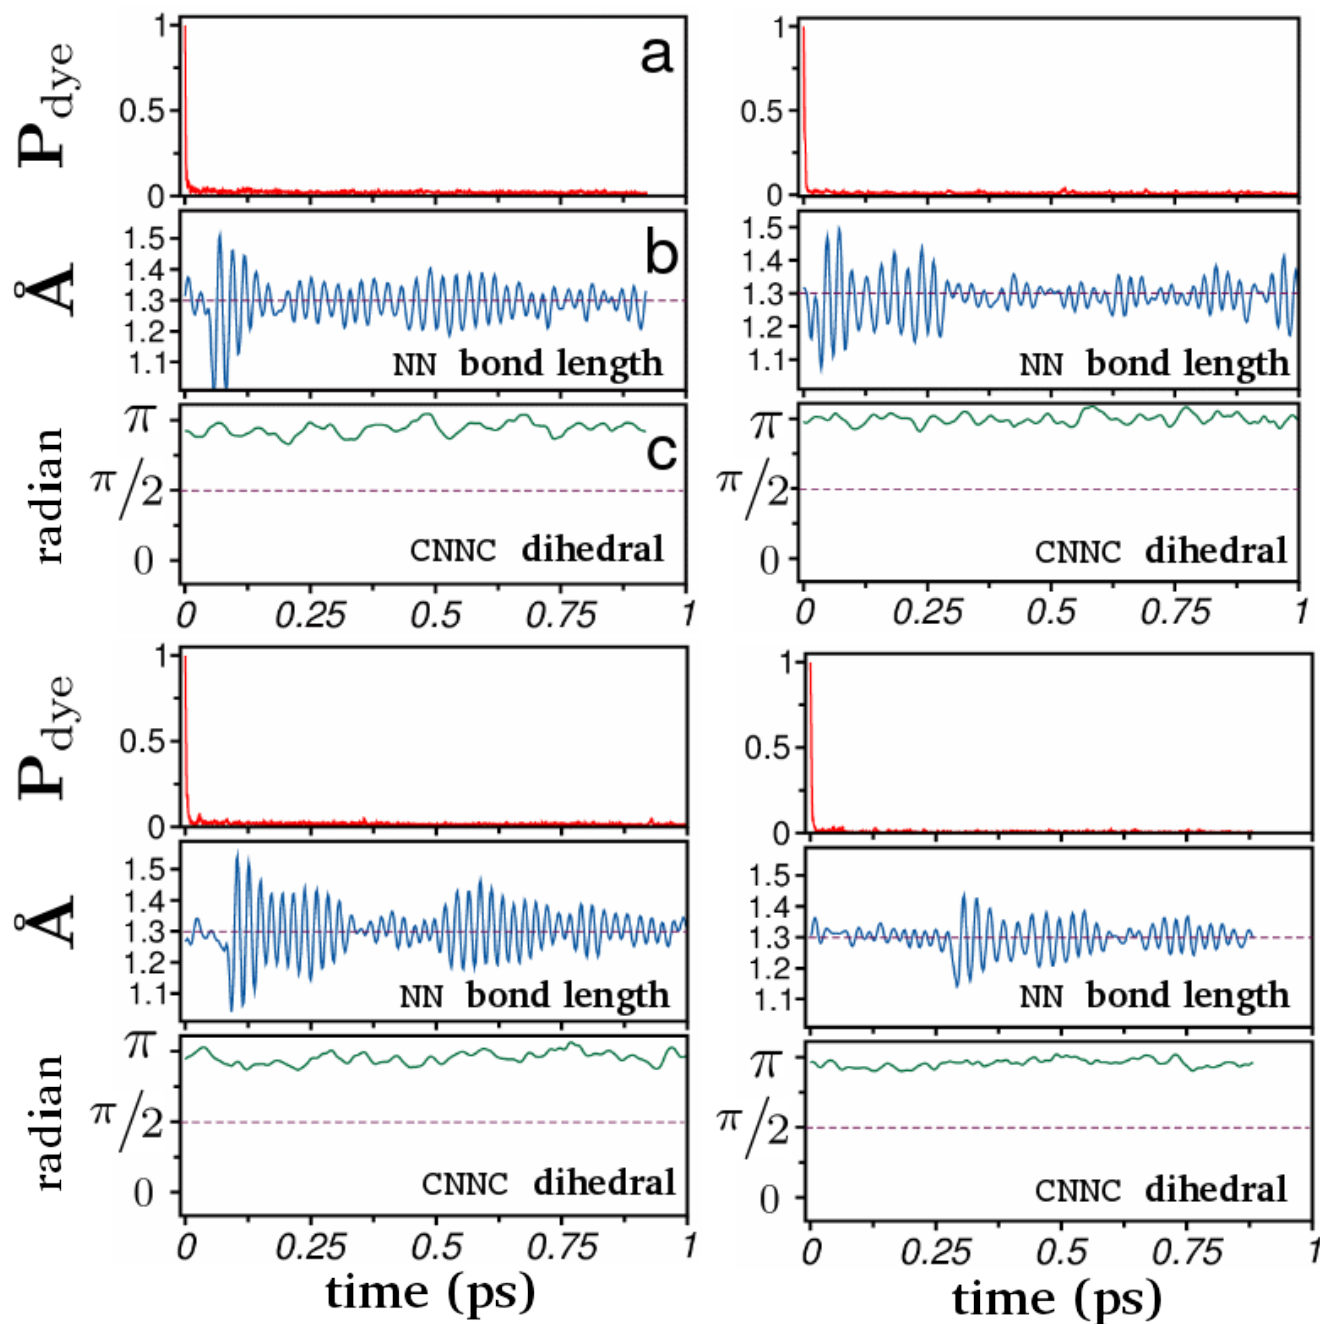 P dye
1
0.5
0
a
1
0.5
0
Å
1.5
1.4
1.3
1.2
1.1
b
NN bond length
1.5
1.4
1.3
1.2
1.1
NN bond length
radian
π
π/2
0
c
CNNC dihedral
π
π/2
0
CNNC dihedral
0 0.25 0.5 0.75 1
0 0.25 0.5 0.75 1
P dye
1
0.5
0
1
0.5
0
Å
1.5
1.4
1.3
1.2
1.1
NN bond length
1.5
1.4
1.3
1.2
1.1
NN bond length
radian
π
π/2
0
CNNC dihedral
π
π/2
0
CNNC dihedral
0 0.25 0.5 0.75 1
0 0.25 0.5 0.75 1
time (ps)
time (ps)